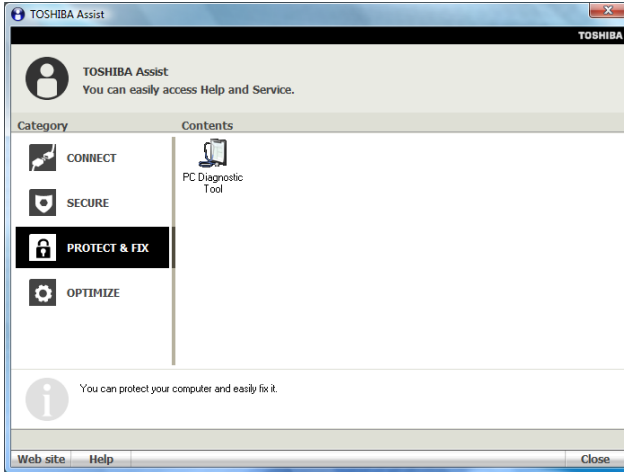 TOSHIBA Assist
TOSHIBA
TOSHIBA Assist
You can easily access Help and Service.
Category
Contents
CONNECT
SECURE
PROTECT & FIX
OPTIMIZE
PC Diagnostic
Tool
You can protect your computer and easily fix it.
Web site
Help
Close